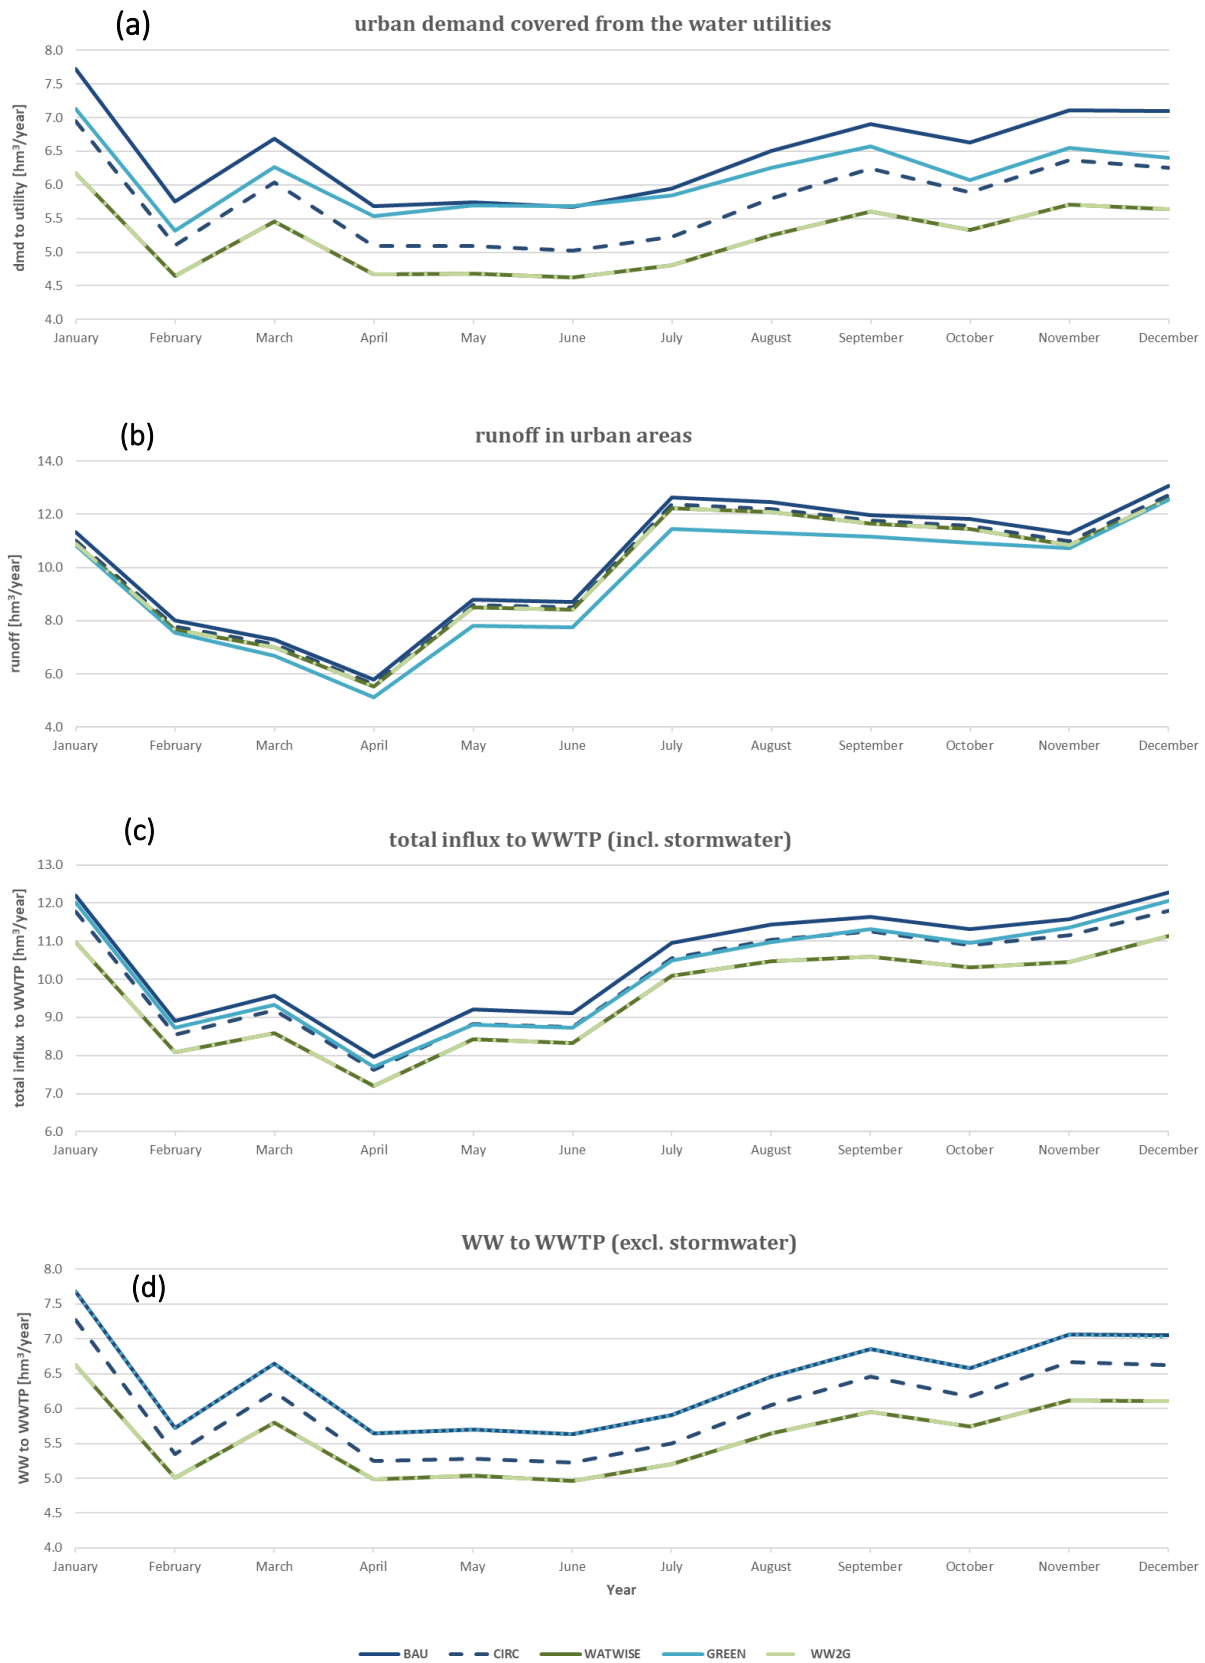 (a)
urban demand covered from the water utilities
dmd to utility [hm³/year]
8.0
7.5
7.0
6.5
6.0
5.5
5.0
4.5
4.0
January February March April May June July August September October November December
(b)
runoff in urban areas
runoff [hm³/year]
14.0
12.0
10.0
8.0
6.0
4.0
January February March April May June July August September October November December
(c)
total influx to WWTP (incl. stormwater)
total influx to WWTP [hm³/year]
13.0
12.0
11.0
10.0
9.0
8.0
7.0
6.0
January February March April May June July August September October November December
WW to WWTP (excl. stormwater)
(d)
WW to WWTP [hm³/year]
8.0
7.5
7.0
6.5
6.0
5.5
5.0
4.5
4.0
January February March April May June July August September October November December
Year
BAU CIRC WATWISE GREEN WW2G